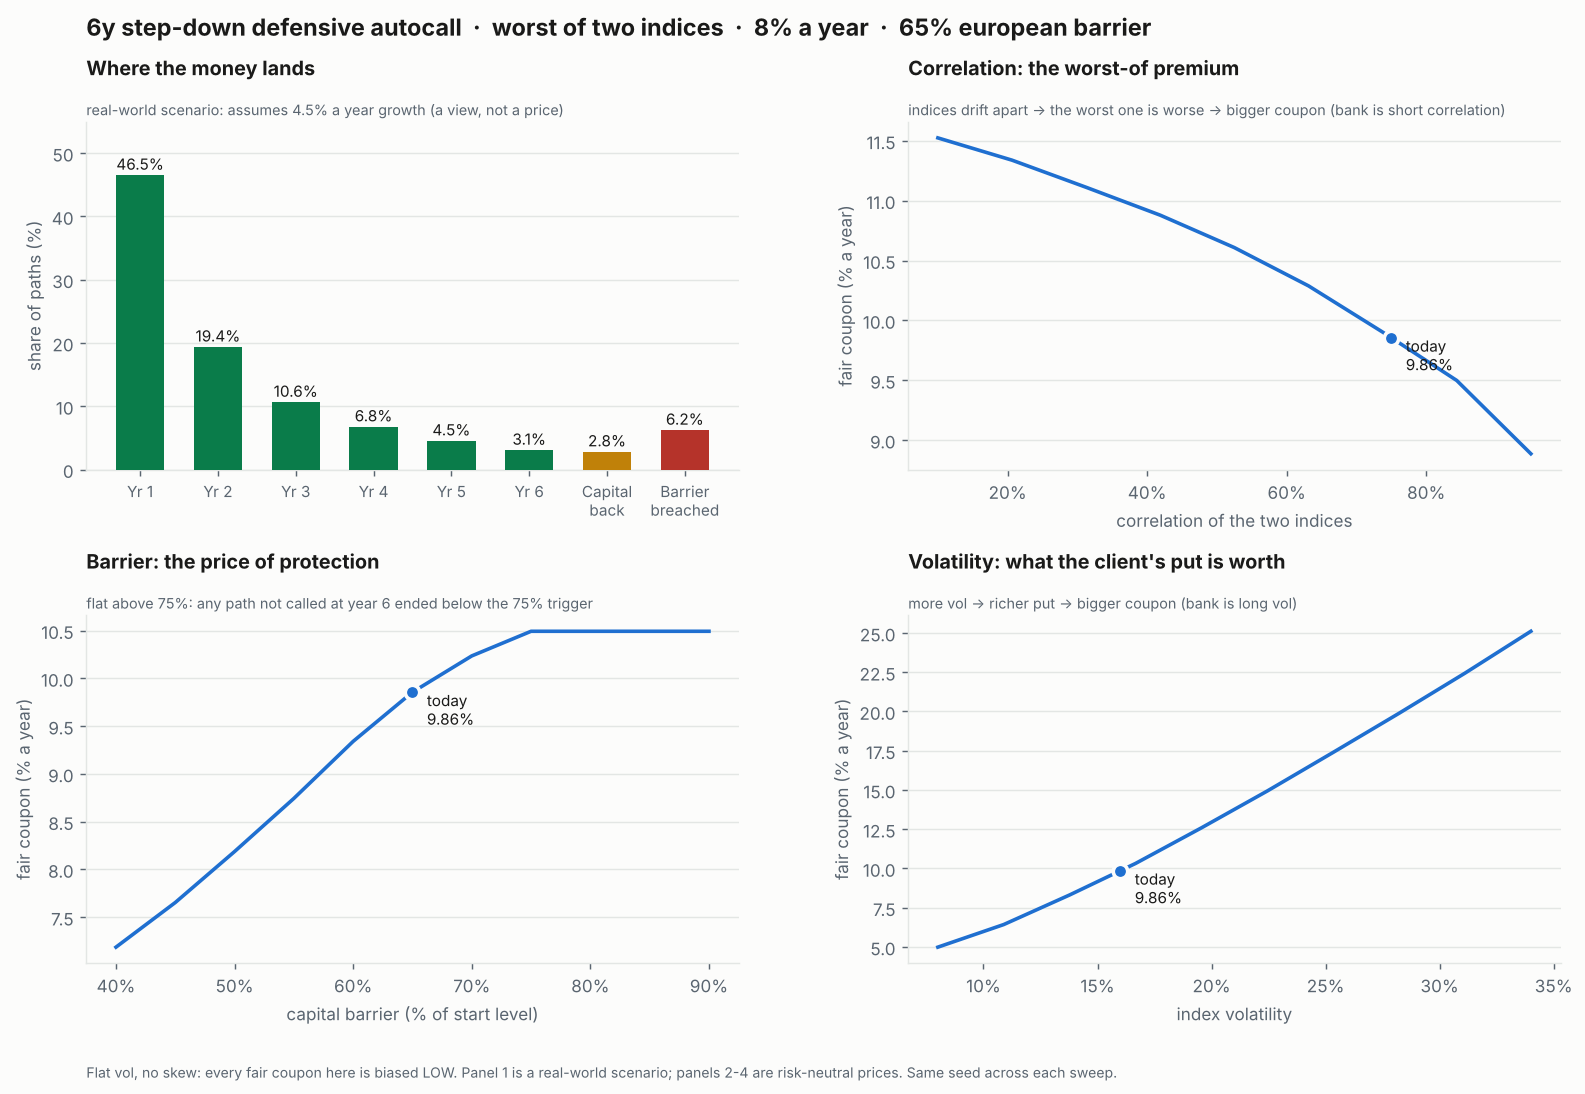 6y step-down defensive autocall · worst of two indices · 8% a year · 65% european barrier
Where the money lands
real-world scenario: assumes 4.5% a year growth (a view, not a price)
share of paths (%)
50
40
30
20
10
0
46.5%
19.4%
10.6%
6.8%
4.5%
3.1%
2.8%
6.2%
Yr 1
Yr 2
Yr 3
Yr 4
Yr 5
Yr 6
Capital
back
Barrier
breached
Correlation: the worst-of premium
indices drift apart → the worst one is worse → bigger coupon (bank is short correlation)
fair coupon (% a year)
11.5
11.0
10.5
10.0
9.5
9.0
today
9.86%
20%
40%
60%
80%
correlation of the two indices
Barrier: the price of protection
flat above 75%: any path not called at year 6 ended below the 75% trigger
fair coupon (% a year)
10.5
10.0
9.5
9.0
8.5
8.0
7.5
today
9.86%
40%
50%
60%
70%
80%
90%
capital barrier (% of start level)
Volatility: what the client's put is worth
more vol → richer put → bigger coupon (bank is long vol)
fair coupon (% a year)
25.0
22.5
20.0
17.5
15.0
12.5
10.0
7.5
5.0
today
9.86%
10%
15%
20%
25%
30%
35%
index volatility
Flat vol, no skew: every fair coupon here is biased LOW. Panel 1 is a real-world scenario; panels 2-4 are risk-neutral prices. Same seed across each sweep.